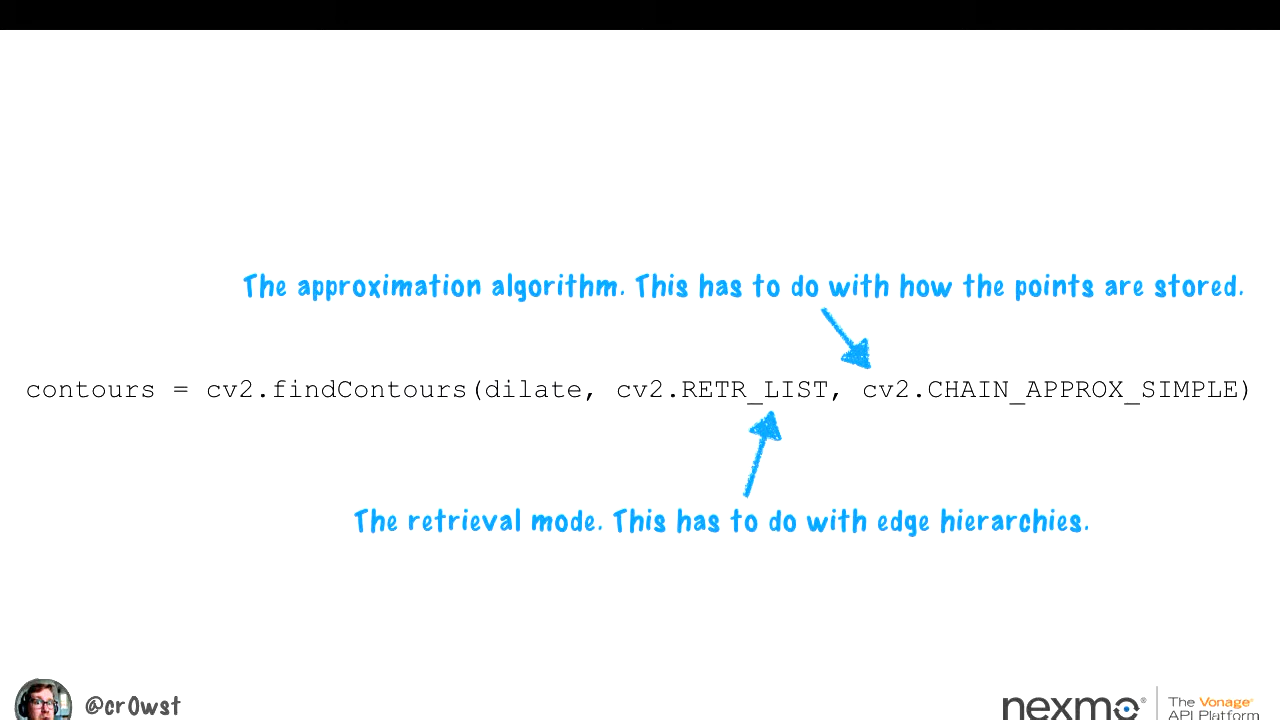 The approximation algorithm. This has to do with how the points are stored.
contours = cv2.findContours(dilate, cv2.RETR_LIST, cv2.CHAIN_APPROX_SIMPLE)
The retrieval mode. This has to do with edge hierarchies.
@cr0wst
nexmo
The Vonage®
API Platform